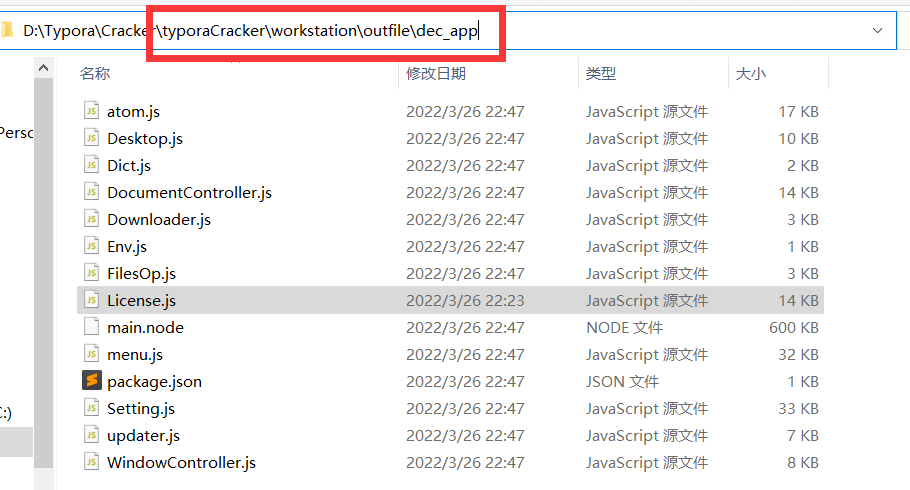 D:\Typora\Cracker\typoraCracker\workstation\outfile\dec_app
名称 修改日期 类型 大小
atom.js 2022/3/26 22:47 JavaScript 源文件 17 KB
Desktop.js 2022/3/26 22:47 JavaScript 源文件 10 KB
Dict.js 2022/3/26 22:47 JavaScript 源文件 2 KB
Perso
DocumentController.js 2022/3/26 22:47 JavaScript 源文件 14 KB
Downloader.js 2022/3/26 22:47 JavaScript 源文件 3 KB
Env.js 2022/3/26 22:47 JavaScript 源文件 1 KB
FilesOp.js 2022/3/26 22:47 JavaScript 源文件 3 KB
License.js 2022/3/26 22:23 JavaScript 源文件 14 KB
main.node 2022/3/26 22:47 NODE 文件 600 KB
menu.js 2022/3/26 22:47 JavaScript 源文件 32 KB
package.json 2022/3/26 22:47 JSON 文件 1 KB
:) Setting.js 2022/3/26 22:47 JavaScript 源文件 33 KB
updater.js 2022/3/26 22:47 JavaScript 源文件 7 KB
WindowController.js 2022/3/26 22:47 JavaScript 源文件 8 KB